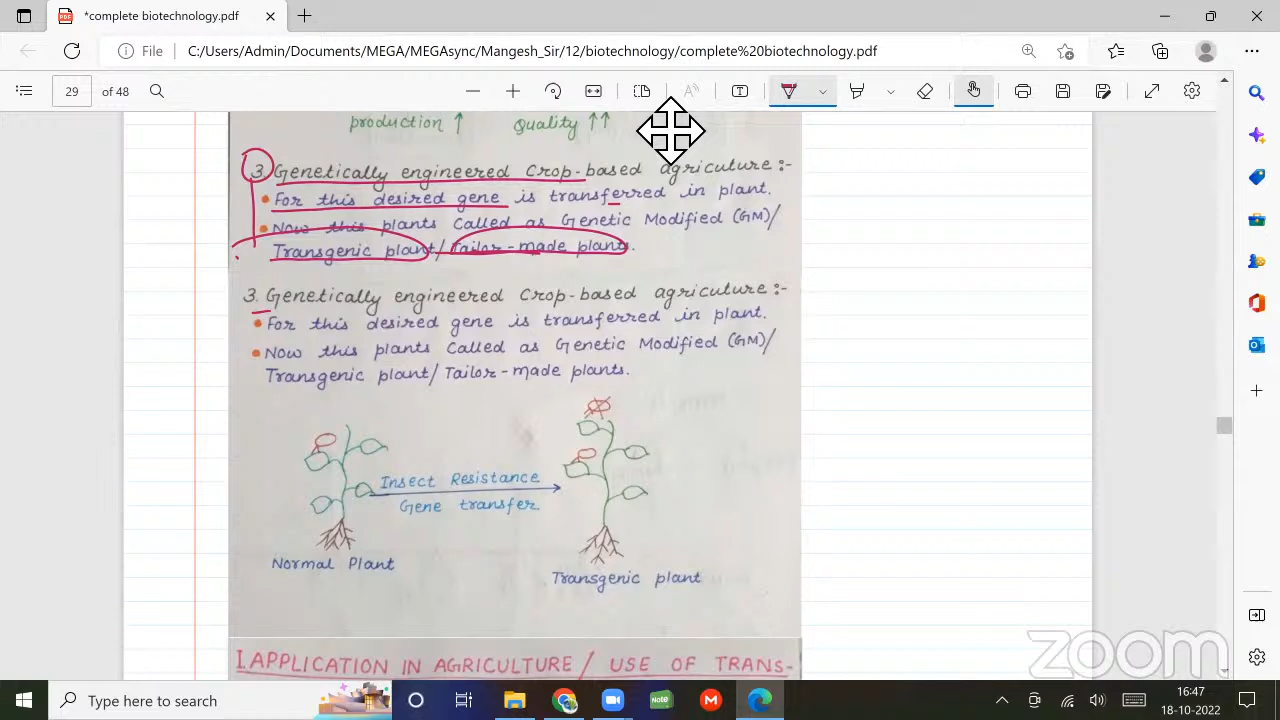 *complete biotechnology.pdf
File
C:/Users/Admin/Documents/MEGA/MEGAsync/Mangesh_Sir/12/biotechnology/complete%20biotechnology.pdf
29 of 48
production ↑ Quality ↑↑
3. Genetically engineered Crop-based agricuture:-
• For this desired gene is transferred in plant.
• Now this plants Called as Genetic Modified (GM)/
Transgenic plant/ Tailor-made plants.
3. Genetically engineered Crop-based agricuture:-
• For this desired gene is transferred in plant.
• Now this plants Called as Genetic Modified (GM)/
Transgenic plant/ Tailor-made plants.
Insect Resistance
Gene transfer
Normal Plant
Transgenic plant
I.APPLICATION IN AGRICULTURE / USE OF TRANS-
zoom
Type here to search
16:47
18-10-2022